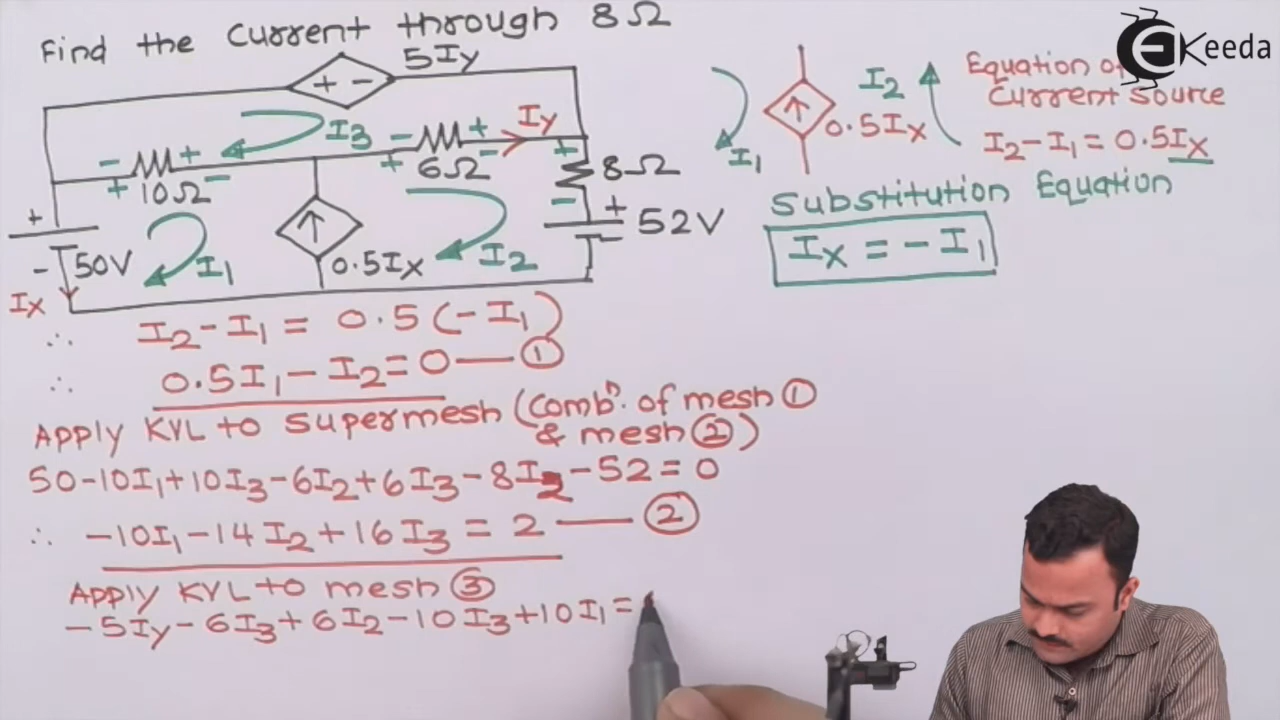 Find the current through 8Ω
5Iy
+ -
I3
Iy
- +
- +
10Ω
+ -
6Ω
+ -
+
8Ω
-
+
50V
-
Ix
I1
0.5Ix
I2
+
52V
I1
0.5Ix
I2
Equation of
Current Source
I2 - I1 = 0.5Ix
Substitution Equation
Ix = - I1
Keeda
∴ I2 - I1 = 0.5 (- I1)
∴ 0.5I1 - I2 = 0 — ①
Apply KVL to Supermesh (Combⁿ. of mesh ①
& mesh ②)
50 - 10I1 + 10I3 - 6I2 + 6I3 - 8I2 - 52 = 0
∴ -10I1 - 14I2 + 16I3 = 2 — ②
Apply KVL to mesh ③
- 5Iy - 6I3 + 6I2 - 10I3 + 10I1 =